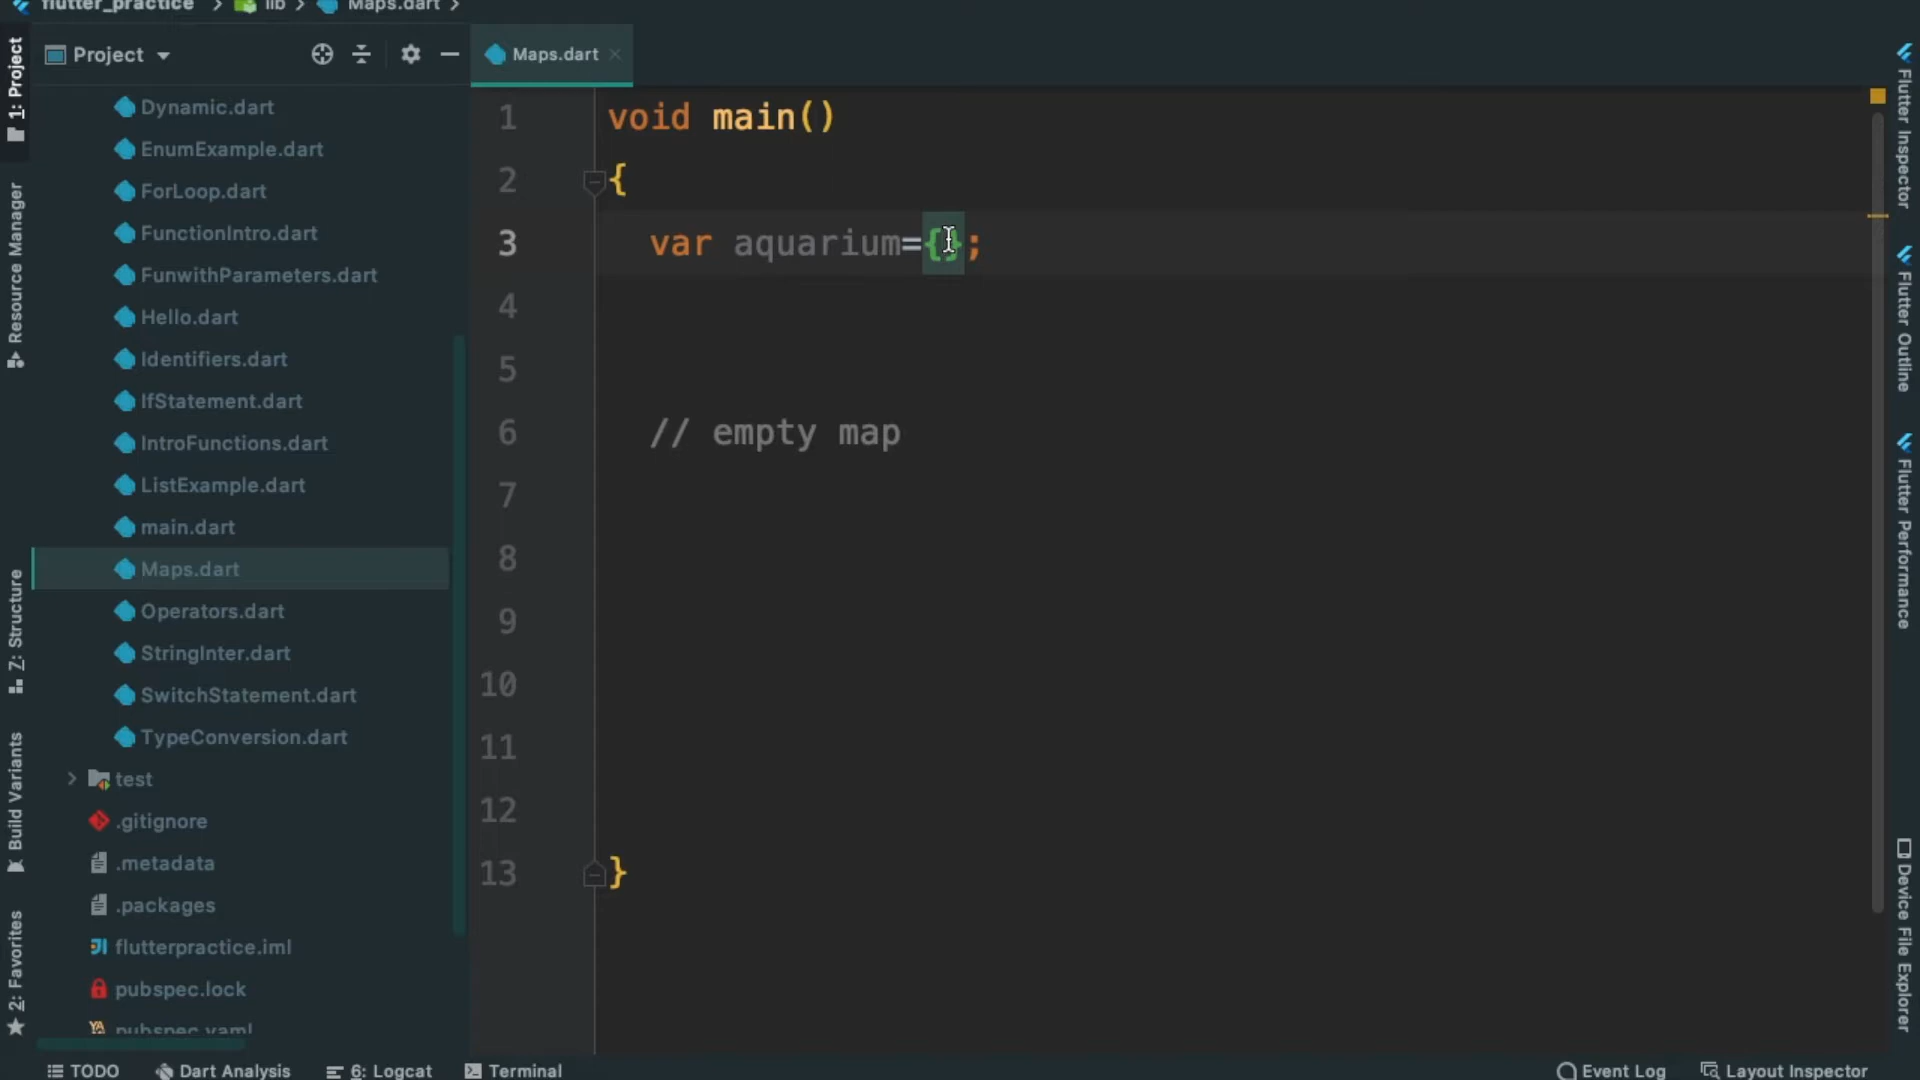 flutter_practice > lib > Maps.dart >
1: Project
Resource Manager
Z: Structure
Build Variants
2: Favorites
Project
Dynamic.dart
EnumExample.dart
ForLoop.dart
FunctionIntro.dart
FunwithParameters.dart
Hello.dart
Identifiers.dart
IfStatement.dart
IntroFunctions.dart
ListExample.dart
main.dart
Maps.dart
Operators.dart
StringInter.dart
SwitchStatement.dart
TypeConversion.dart
test
.gitignore
.metadata
.packages
flutterpractice.iml
pubspec.lock
pubspec.yaml
Maps.dart
1 void main()
2 {
3 var aquarium={};
4
5
6 // empty map
7
8
9
10
11
12
13 }
Flutter Inspector
Flutter Outline
Flutter Performance
Device File Explorer
TODO Dart Analysis 6: Logcat Terminal Event Log Layout Inspector